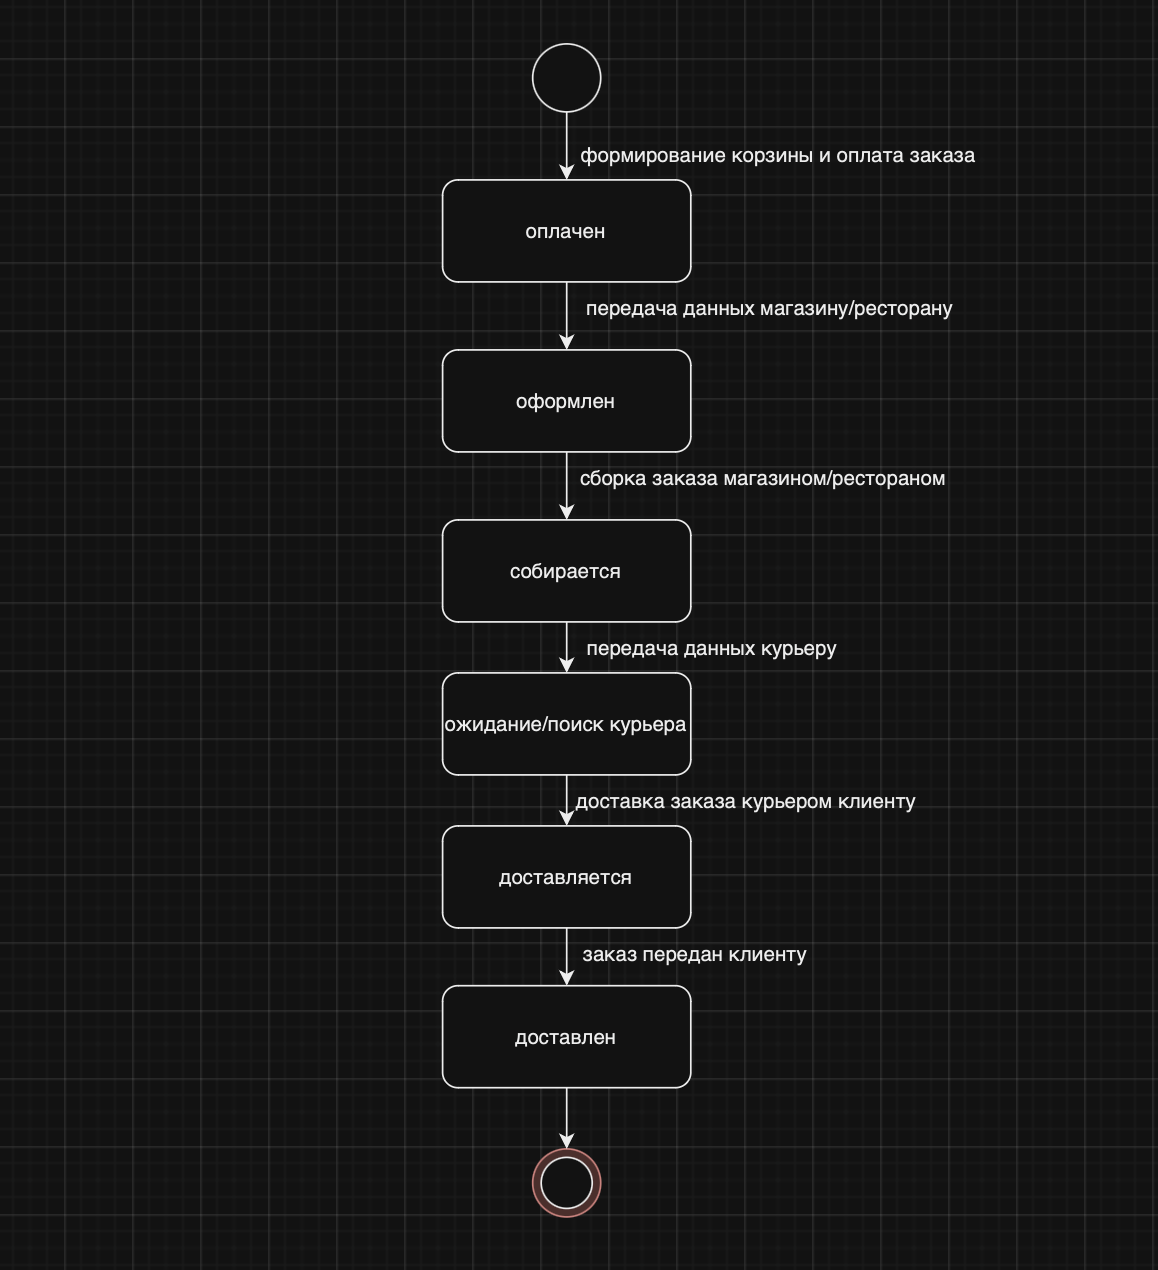 формирование корзины и оплата заказа
оплачен
передача данных магазину/ресторану
оформлен
сборка заказа магазином/рестораном
собирается
передача данных курьеру
ожидание/поиск курьера
доставка заказа курьером клиенту
доставляется
заказ передан клиенту
доставлен